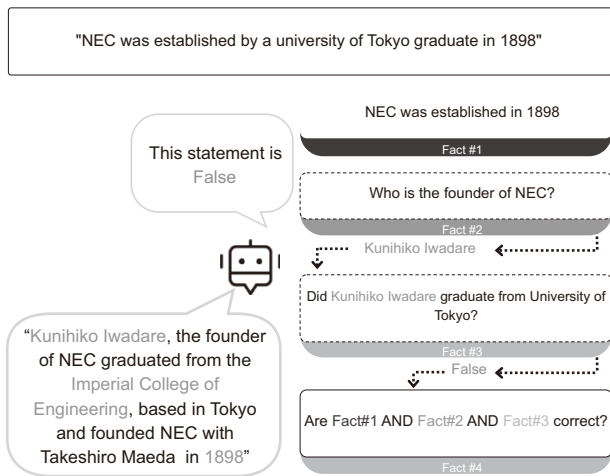 "NEC was established by a university of Tokyo graduate in 1898"
NEC was established in 1898
Fact #1
This statement is
False
Who is the founder of NEC?
Fact #2
Kunihiko Iwadare
Did Kunihiko Iwadare graduate from University of
Tokyo?
Fact #3
False
“Kunihiko Iwadare, the founder
of NEC graduated from the
Imperial College of
Engineering, based in Tokyo
and founded NEC with
Takeshiro Maeda in 1898”
Are Fact#1 AND Fact#2 AND Fact#3 correct?
Fact #4